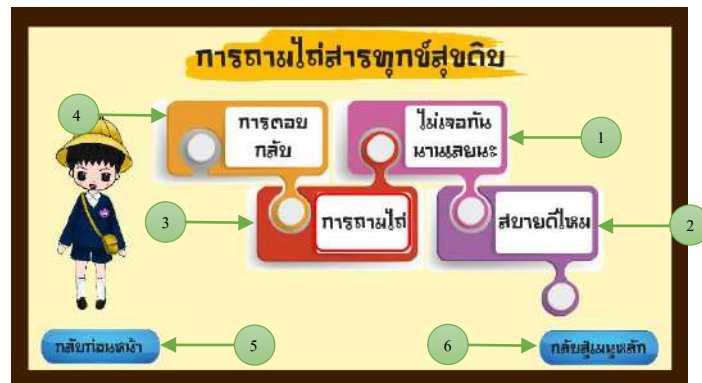 การถามไถ่สารทุกข์สุขดิบ
4
การตอบ
กลับ
ไม่เจอกัน
นานเลยนะ
1
3
การถามไถ่
สบายดีไหม
2
กลับก่อนหน้า
5
6
กลับสู่เมนูหลัก